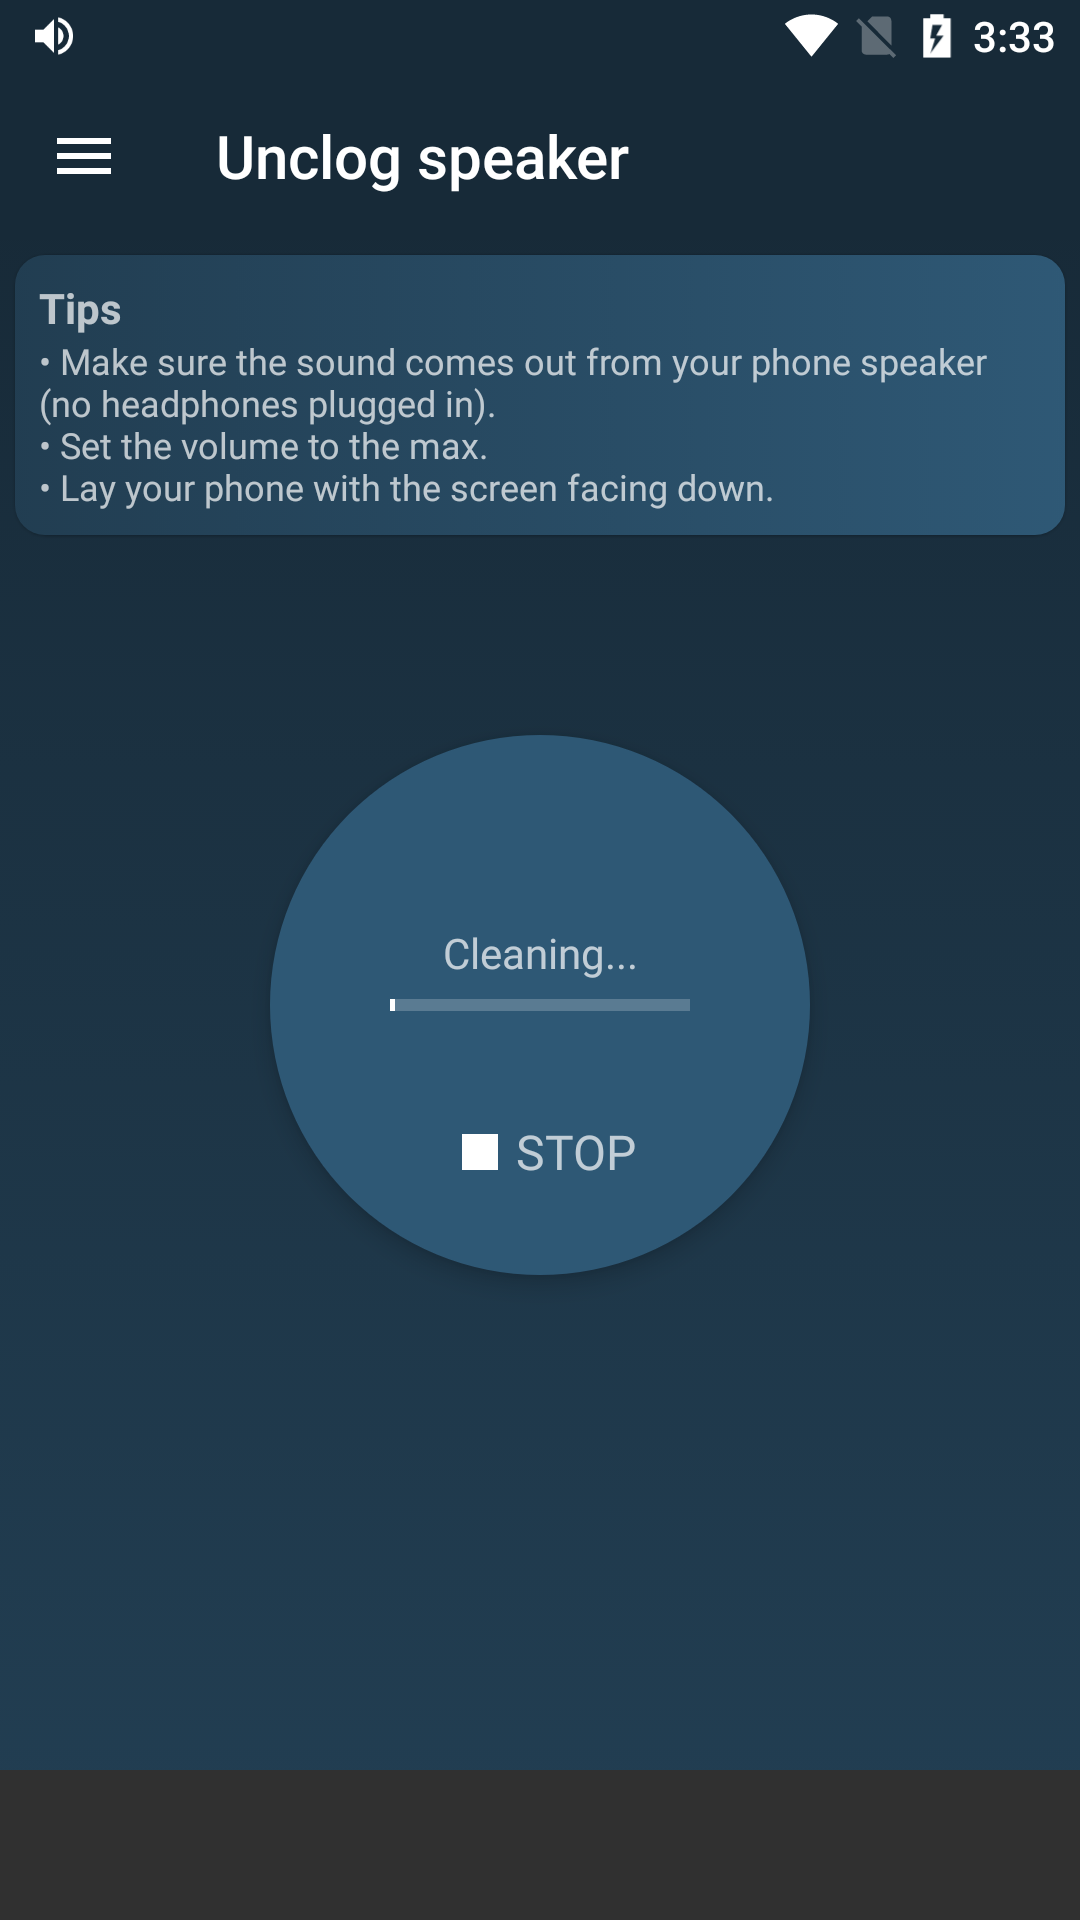 3:33
Unclog speaker
Tips
• Make sure the sound comes out from your phone speaker
(no headphones plugged in).
• Set the volume to the max.
• Lay your phone with the screen facing down.
Cleaning...
STOP